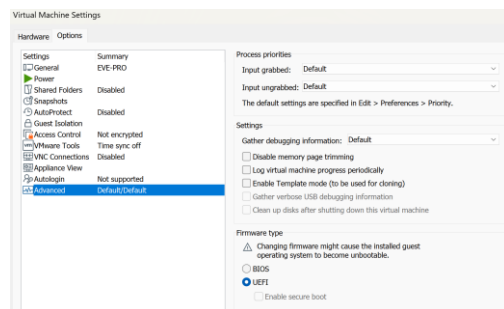 Virtual Machine Settings
Hardware Options
Settings Summary
General EVE-PRO
Power
Shared Folders Disabled
Snapshots
AutoProtect Disabled
Guest Isolation
Access Control Not encrypted
VMware Tools Time sync off
VNC Connections Disabled
Appliance View
Autologin Not supported
Advanced Default/Default
Process priorities
Input grabbed: Default
Input ungrabbed: Default
The default settings are specified in Edit > Preferences > Priority.
Settings
Gather debugging information: Default
Disable memory page trimming
Log virtual machine progress periodically
Enable Template mode (to be used for cloning)
Gather verbose USB debugging information
Clean up disks after shutting down this virtual machine
Firmware type
Changing firmware might cause the installed guest
operating system to become unbootable.
BIOS
UEFI
Enable secure boot